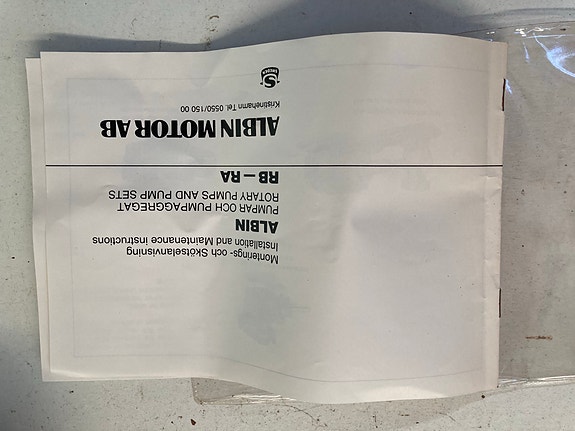 Monterings- och Skötselanvisning
Installation and Maintenance instructions
ALBIN
PUMPAR OCH PUMPAGGREGAT
ROTARY PUMPS AND PUMP SETS
RB — RA
ALBIN MOTOR AB
Kristinehamn Tel. 0550/150 00
S
SWEDEN